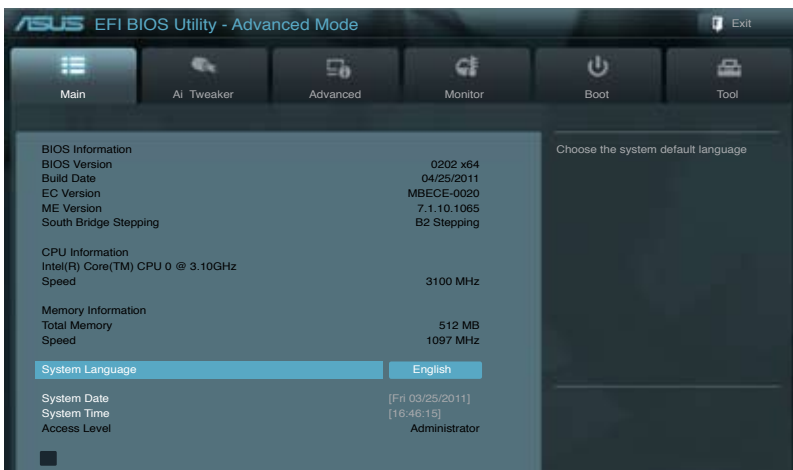 ASUS EFI BIOS Utility - Advanced Mode
Exit
Main Ai Tweaker Advanced Monitor Boot Tool
Choose the system default language
BIOS Information
BIOS Version 0202 x64
Build Date 04/25/2011
EC Version MBECE-0020
ME Version 7.1.10.1065
South Bridge Stepping B2 Stepping
CPU Information
Intel(R) Core(TM) CPU 0 @ 3.10GHz
Speed 3100 MHz
Memory Information
Total Memory 512 MB
Speed 1097 MHz
System Language English
System Date [Fri 03/25/2011]
System Time [16:46:15]
Access Level Administrator